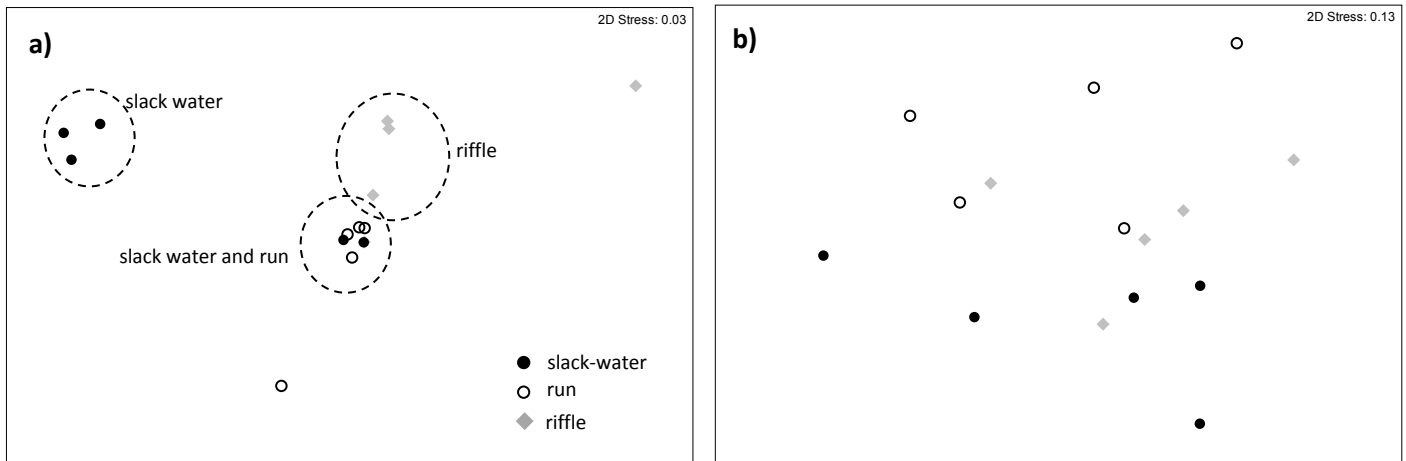 2D Stress: 0.03
a)
slack water
riffle
slack water and run
slack-water
run
riffle
2D Stress: 0.13
b)